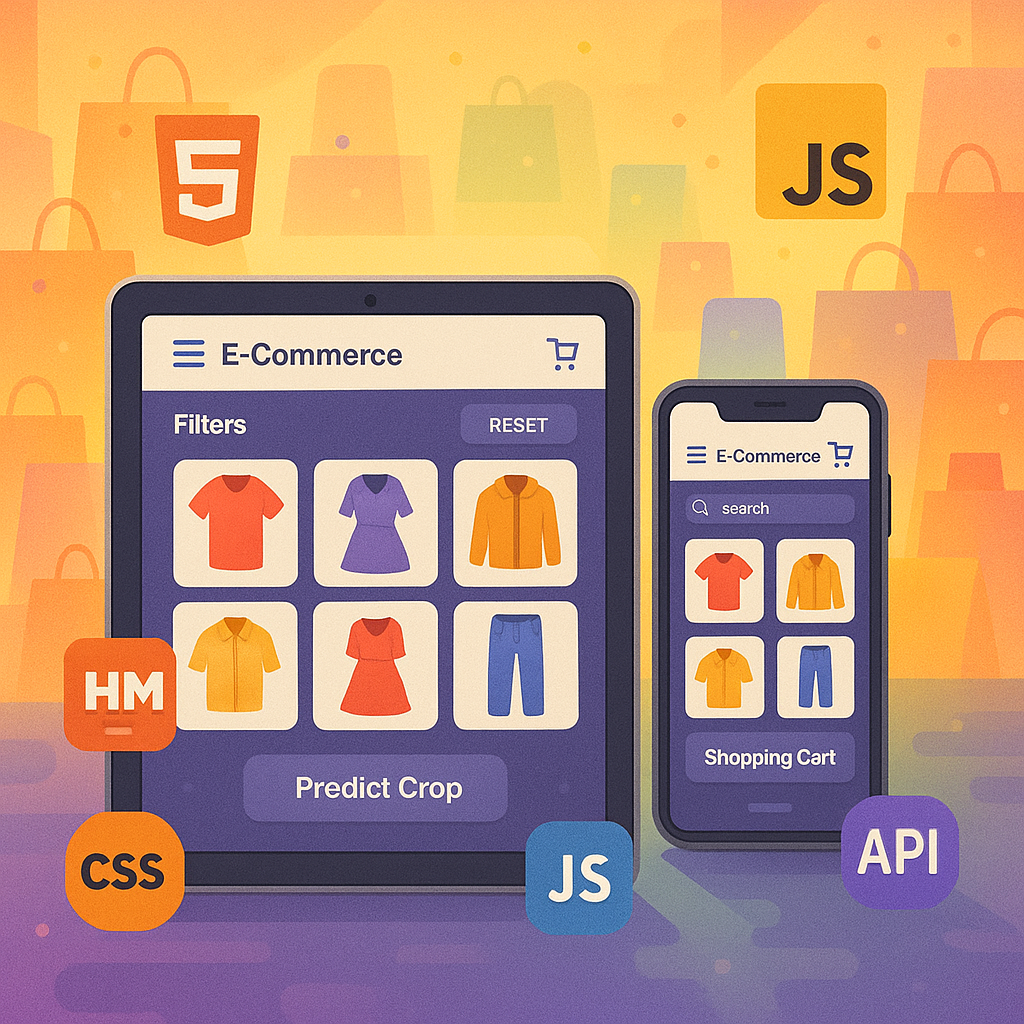 5
JS
E-Commerce
Filters
RESET
E-Commerce
search
HM
Predict Crop
Shopping Cart
CSS
JS
API